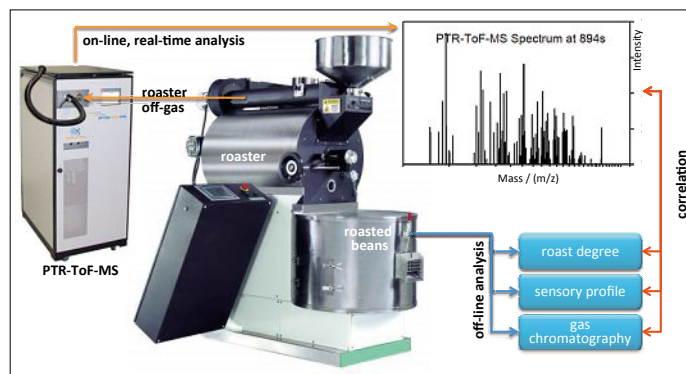 on-line, real-time analysis
PTR-ToF-MS Spectrum at 894s
Intensity
Mass / (m/z)
roaster
off-gas
roaster
PTR-ToF-MS
roasted
beans
off-line analysis
roast degree
sensory profile
gas
chromatography
correlation